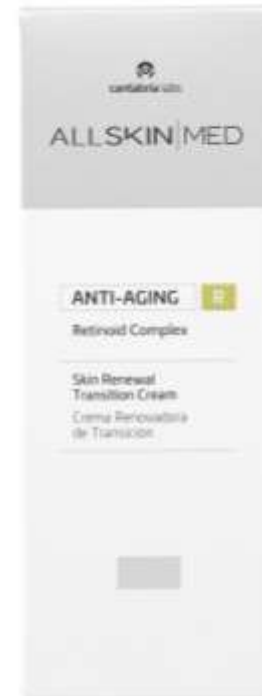 cantabria labs
ALLSKIN|MED
ANTI-AGING R
Retinoid Complex
Skin Renewal
Transition Cream
Crema Renovadora
de Transición